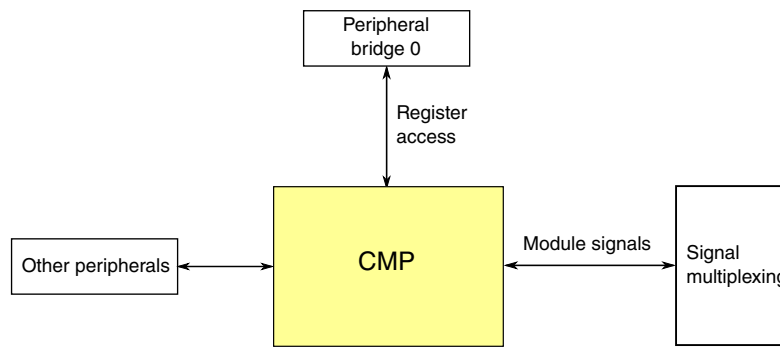 Peripheral
bridge 0
Register
access
CMP
Module signals
Other peripherals
Signal
multiplexing